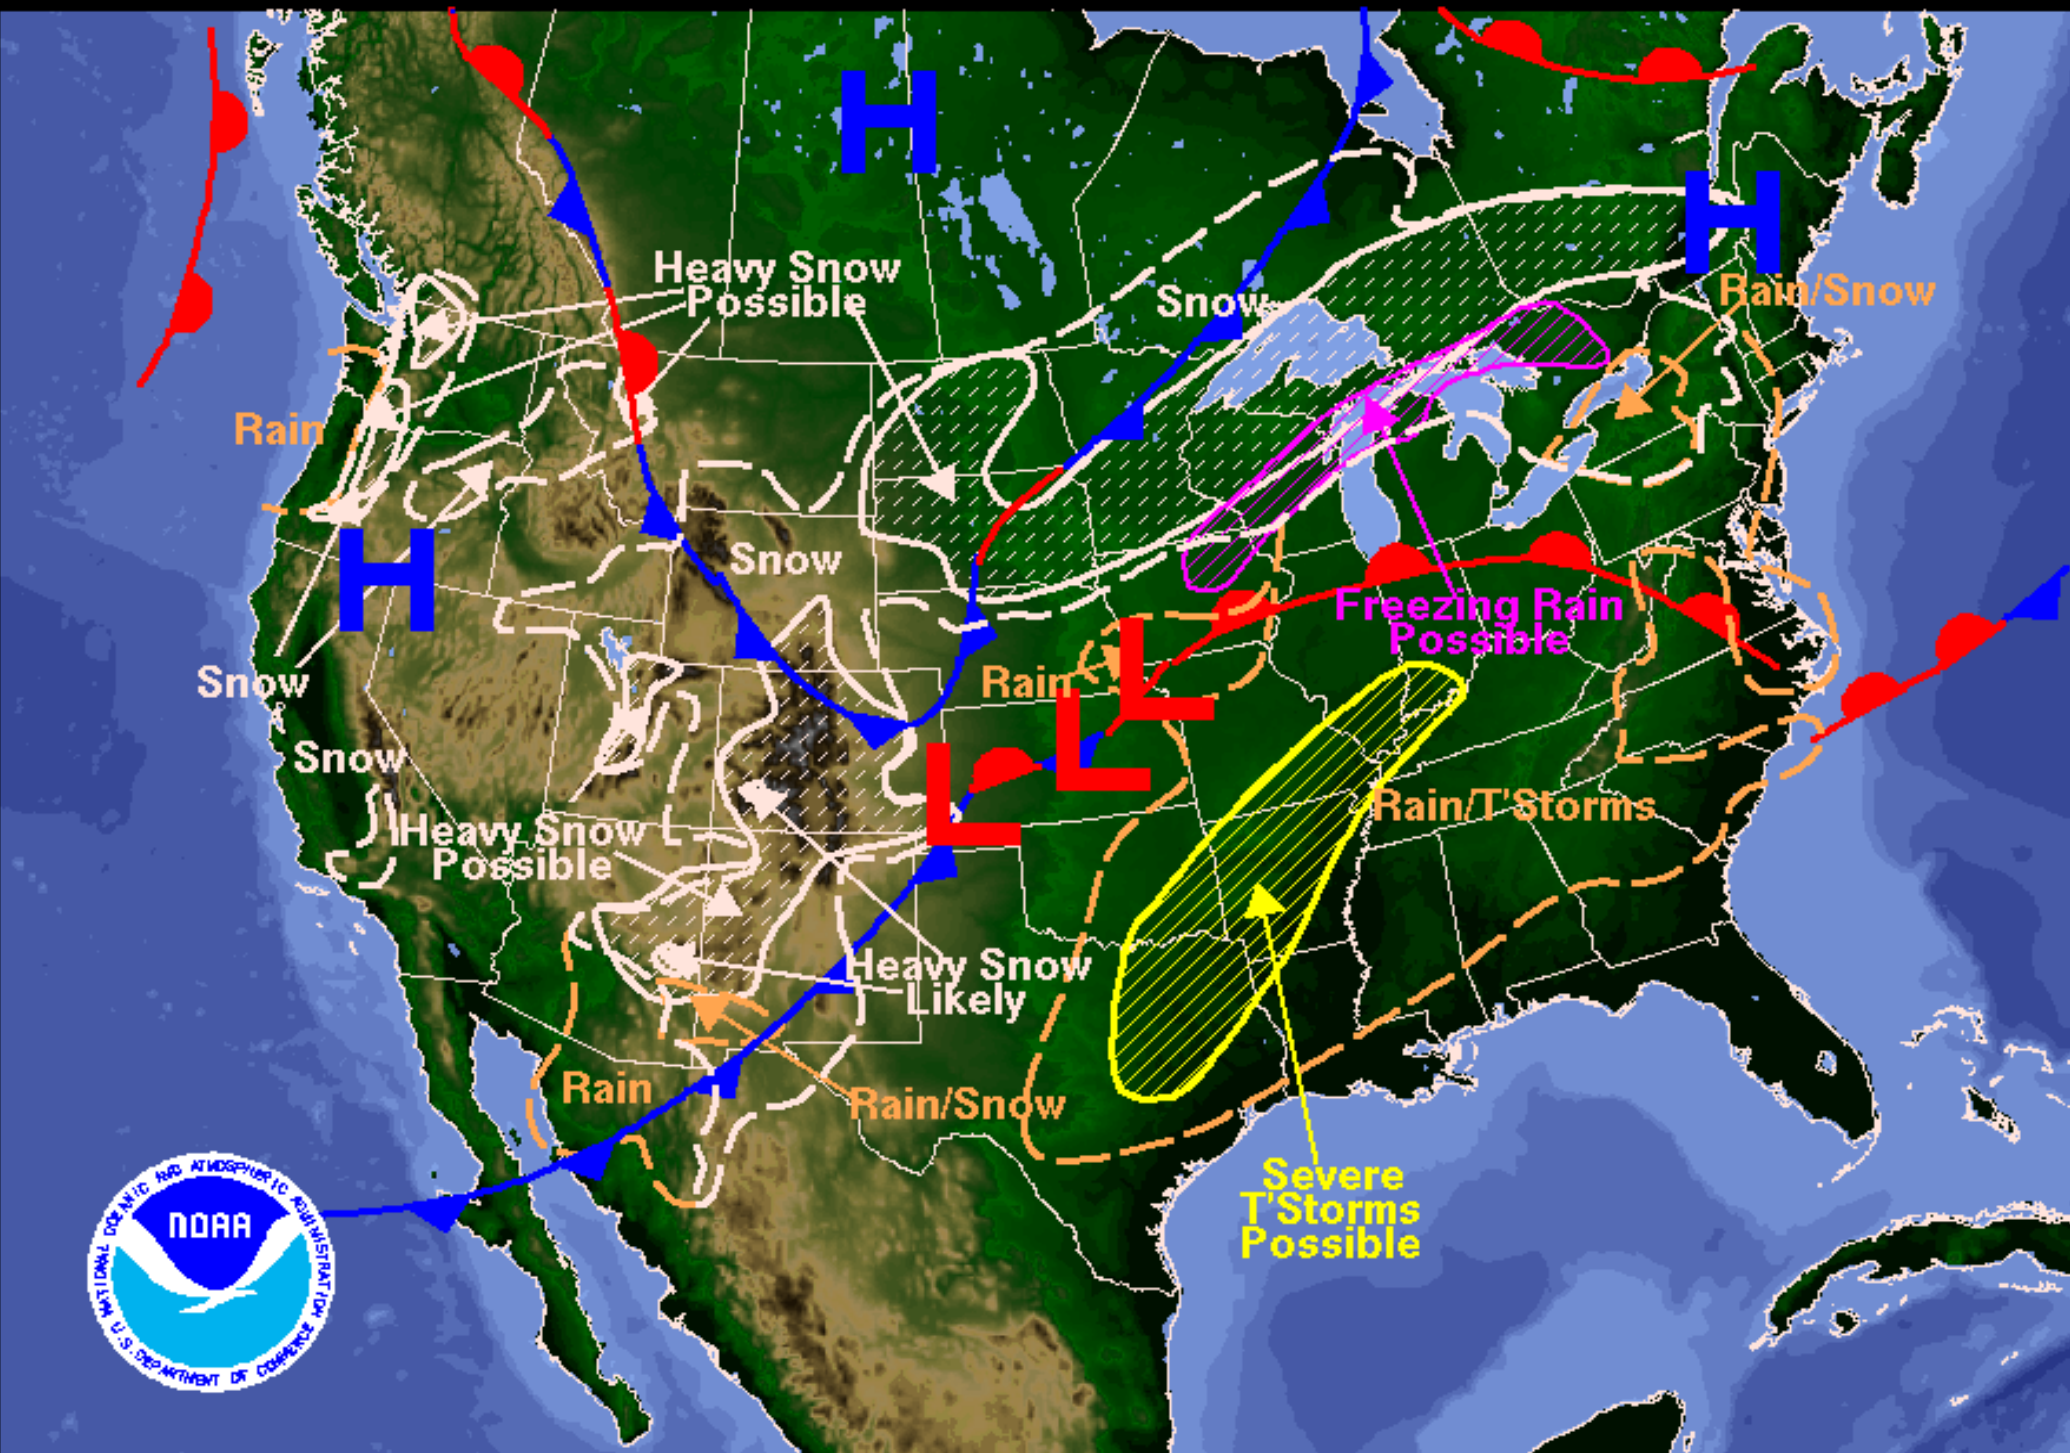 H
H
Heavy Snow
Possible
Snow
Rain/Snow
Rain
H
Snow
Freezing Rain
Possible
Snow
Rain
L
L
L
Snow
Rain/T'Storms
Heavy Snow
Possible
Heavy Snow
Likely
Rain
Rain/Snow
Severe
T'Storms
Possible
NATIONAL OCEANIC AND ATMOSPHERIC ADMINISTRATION
NOAA
U.S. DEPARTMENT OF COMMERCE